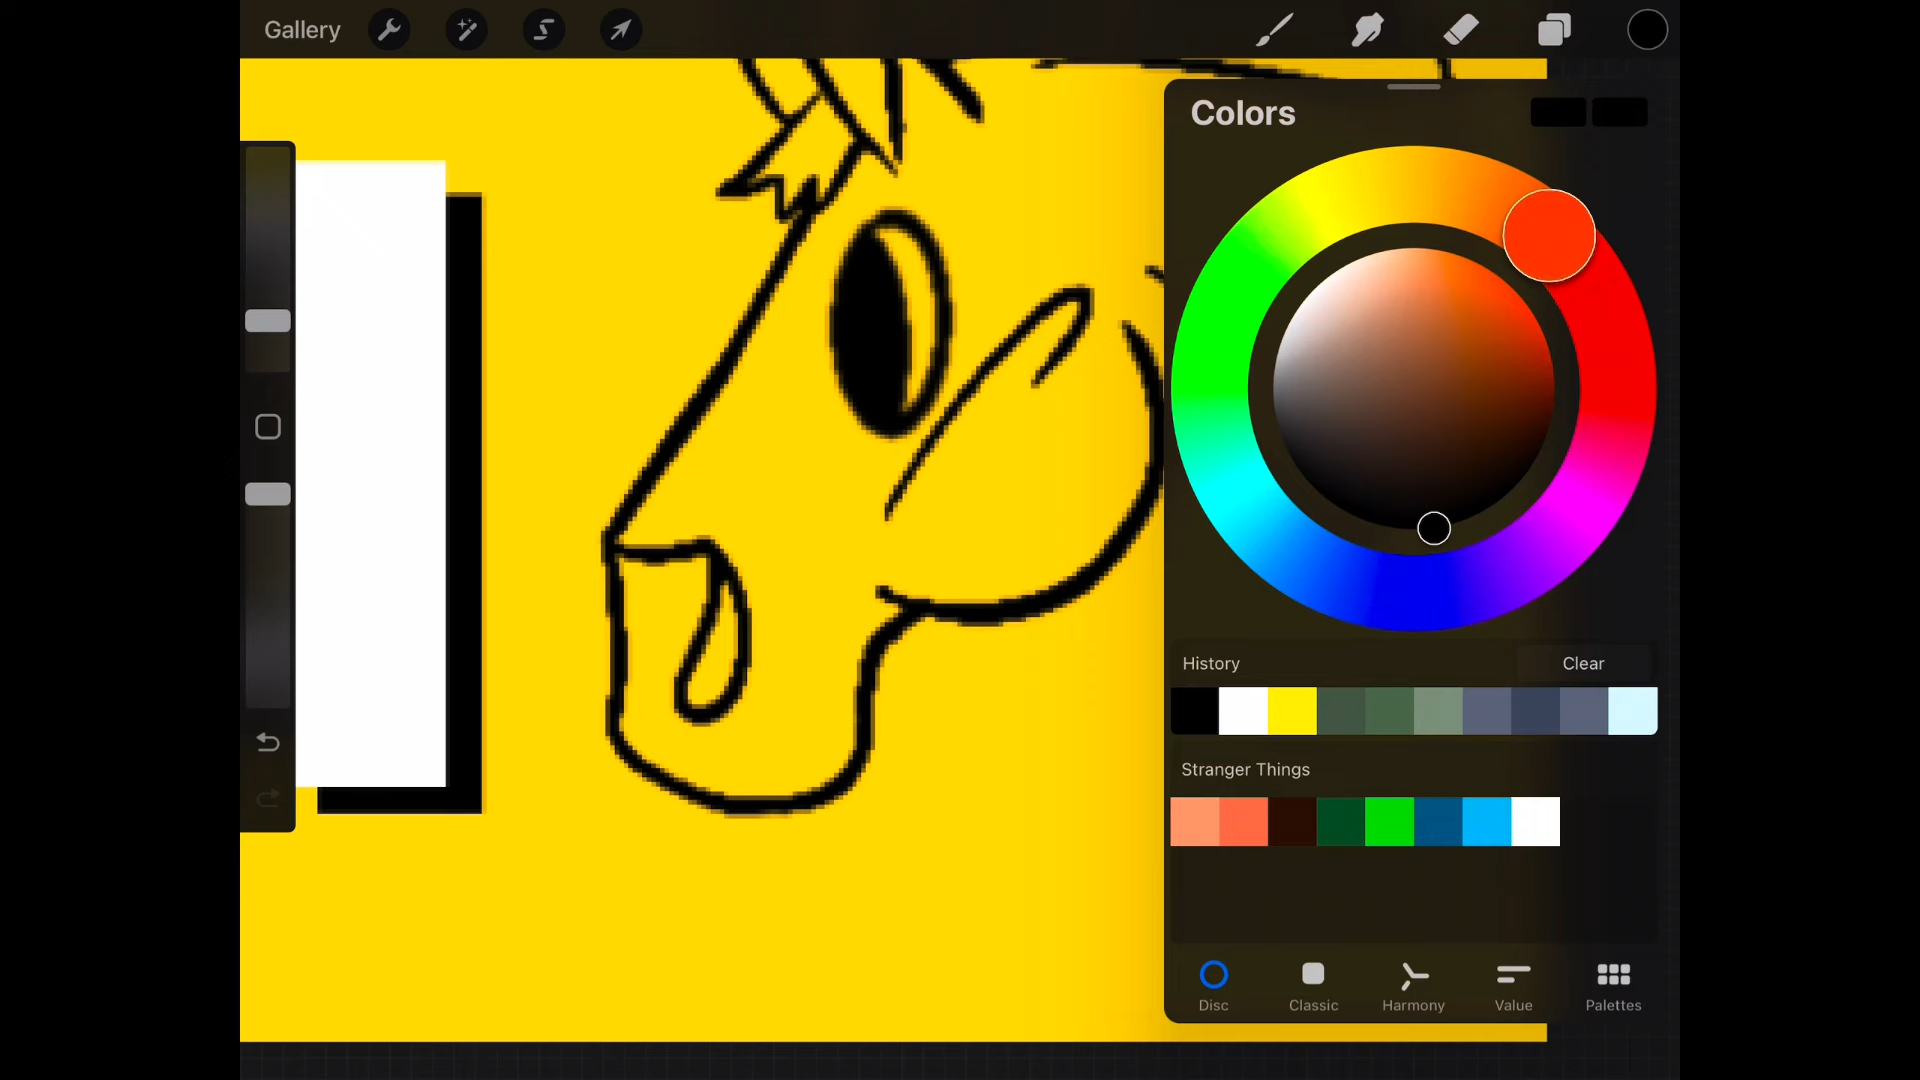 Gallery
Colors
History
Clear
Stranger Things
Disc
Classic
Harmony
Value
Palettes